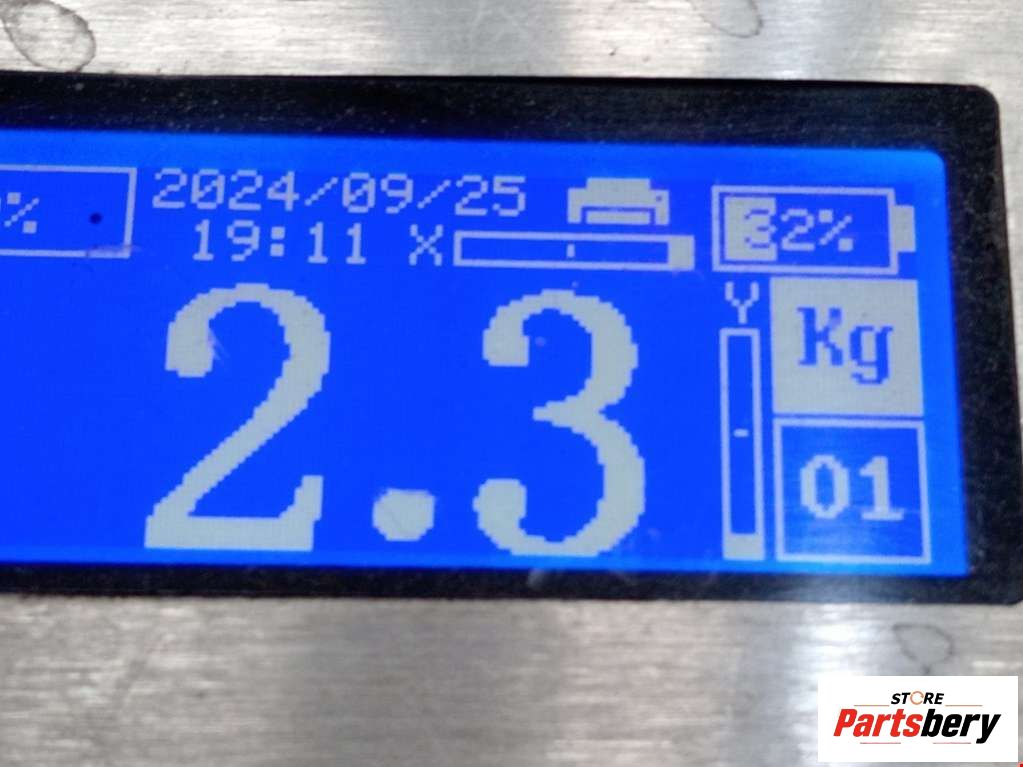 %
2024/09/25
19:11 X
32%
2.3
Y
Kg
01
STORE
Partsbery